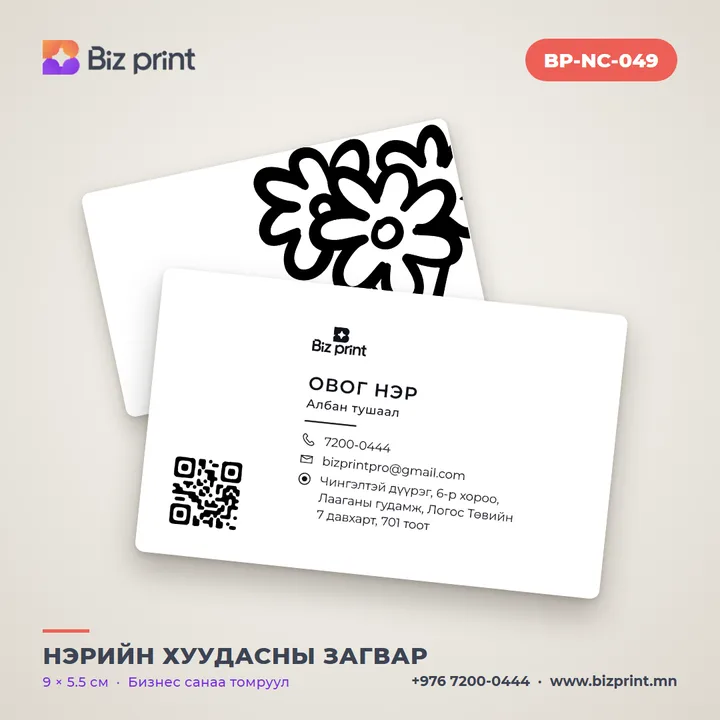 Biz print
BP-NC-049
Biz print
ОВОГ НЭР
Албан тушаал
7200-0444
bizprintpro@gmail.com
Чингэлтэй дүүрэг, 6-р хороо,
Лааганы гудамж, Логос Төвийн
7 давхарт, 701 тоот
НЭРИЙН ХУУДАСНЫ ЗАГВАР
9 × 5.5 см · Бизнес санаа томруул
+976 7200-0444 · www.bizprint.mn